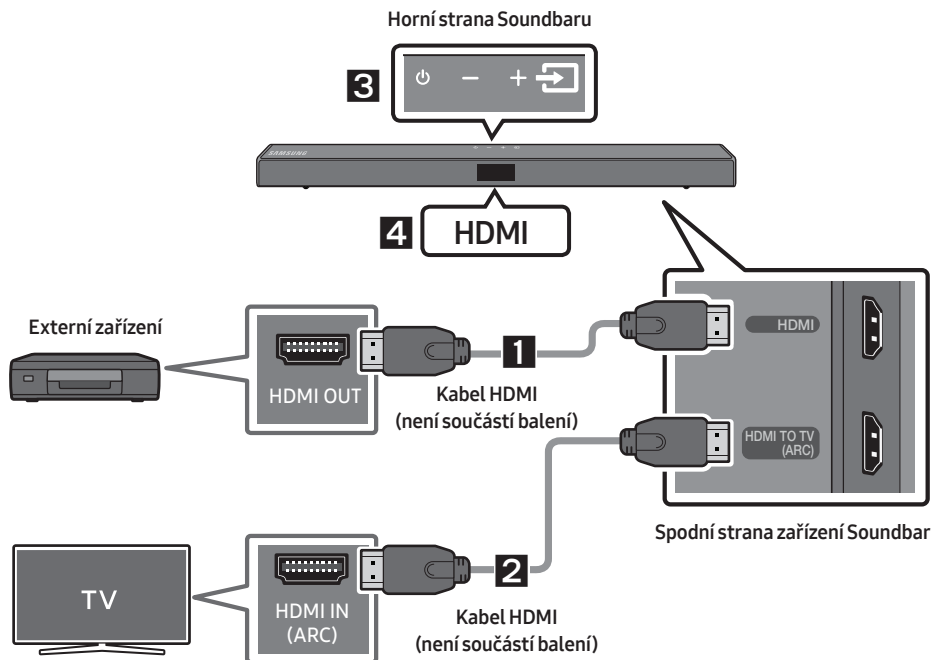 Horní strana Soundbaru
3
SAMSUNG
4
HDMI
Externí zařízení
HDMI OUT
1
Kabel HDMI
(není součástí balení)
HDMI
HDMI TO TV
(ARC)
Spodní strana zařízení Soundbar
TV
HDMI IN
(ARC)
2
Kabel HDMI
(není součástí balení)